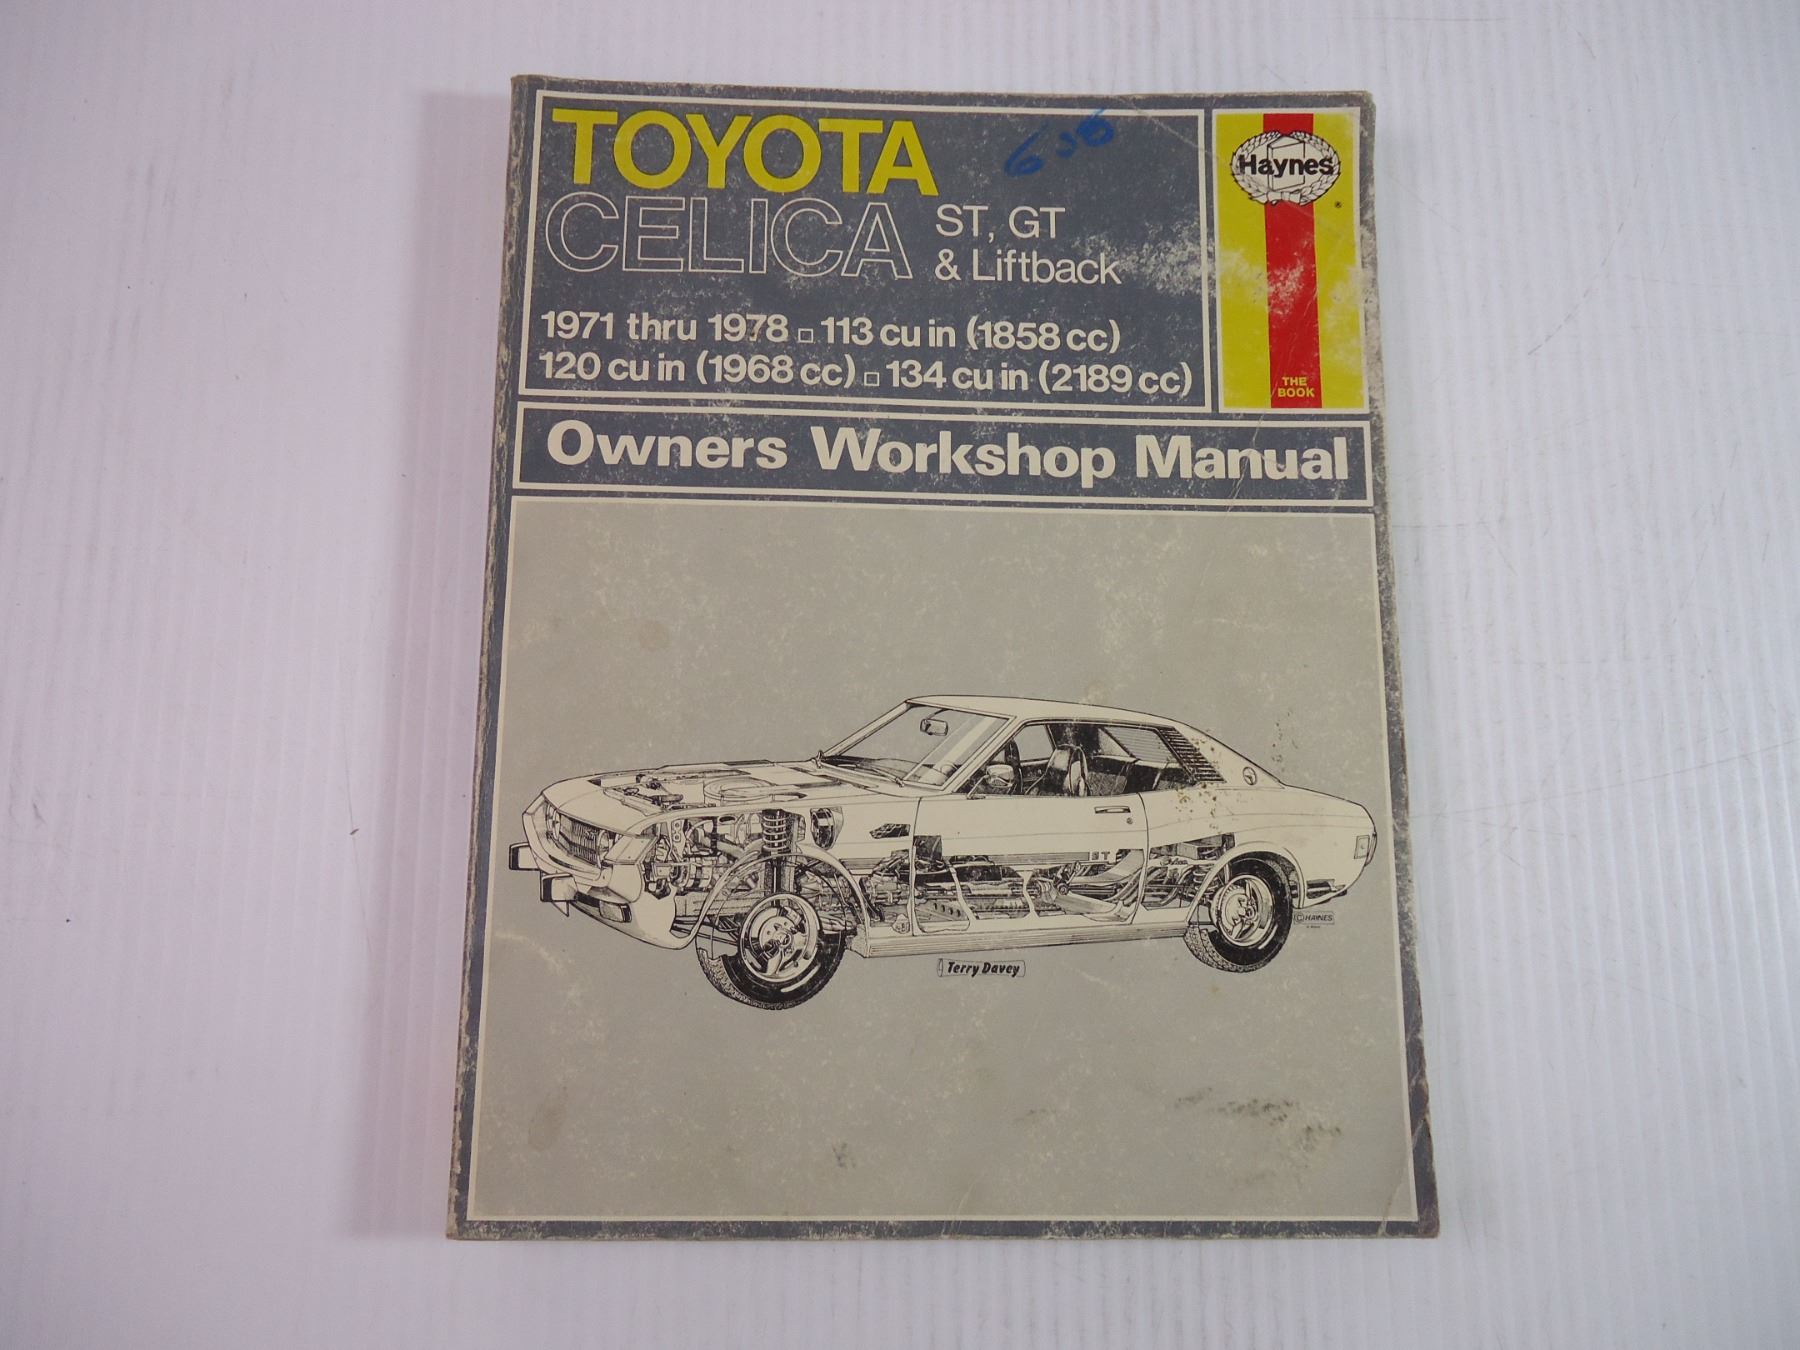 TOYOTA
CELICA ST, GT
& Liftback
1971 thru 1978 □ 113 cu in (1858 cc)
120 cu in (1968 cc) □ 134 cu in (2189 cc)
Haynes
®
THE
BOOK
Owners Workshop Manual
GT
© HAYNES
Terry Davey